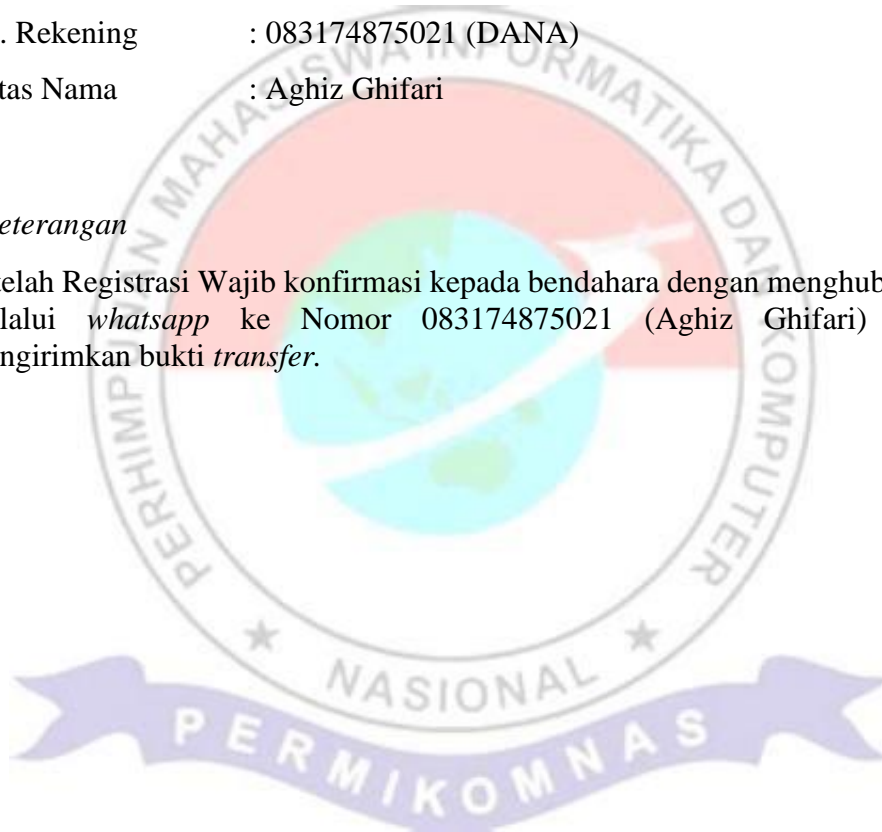 . Rekening : 083174875021 (DANA)
tas Nama : Aghiz Ghifari
eterangan
telah Registrasi Wajib konfirmasi kepada bendahara dengan menghub
lalui whatsapp ke Nomor 083174875021 (Aghiz Ghifari)
ngirimkan bukti transfer.
PERHIMPUNAN MAHASISWA INFORMATIKA DAN KOMPUTER
NASIONAL
PERMIKOMNAS